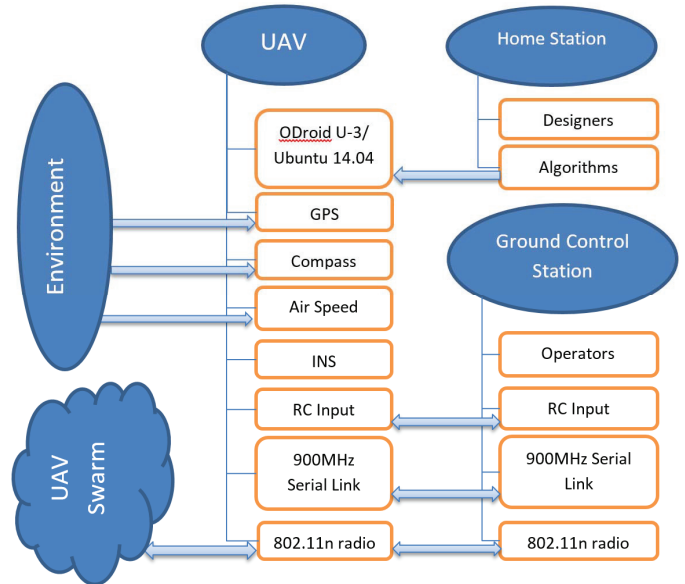 UAV
Home Station
ODroid U-3/
Ubuntu 14.04
Designers
Algorithms
Environment
GPS
Compass
Air Speed
INS
RC Input
900MHz
Serial Link
802.11n radio
Ground Control
Station
Operators
RC Input
900MHz Serial
Link
802.11n radio
UAV
Swarm